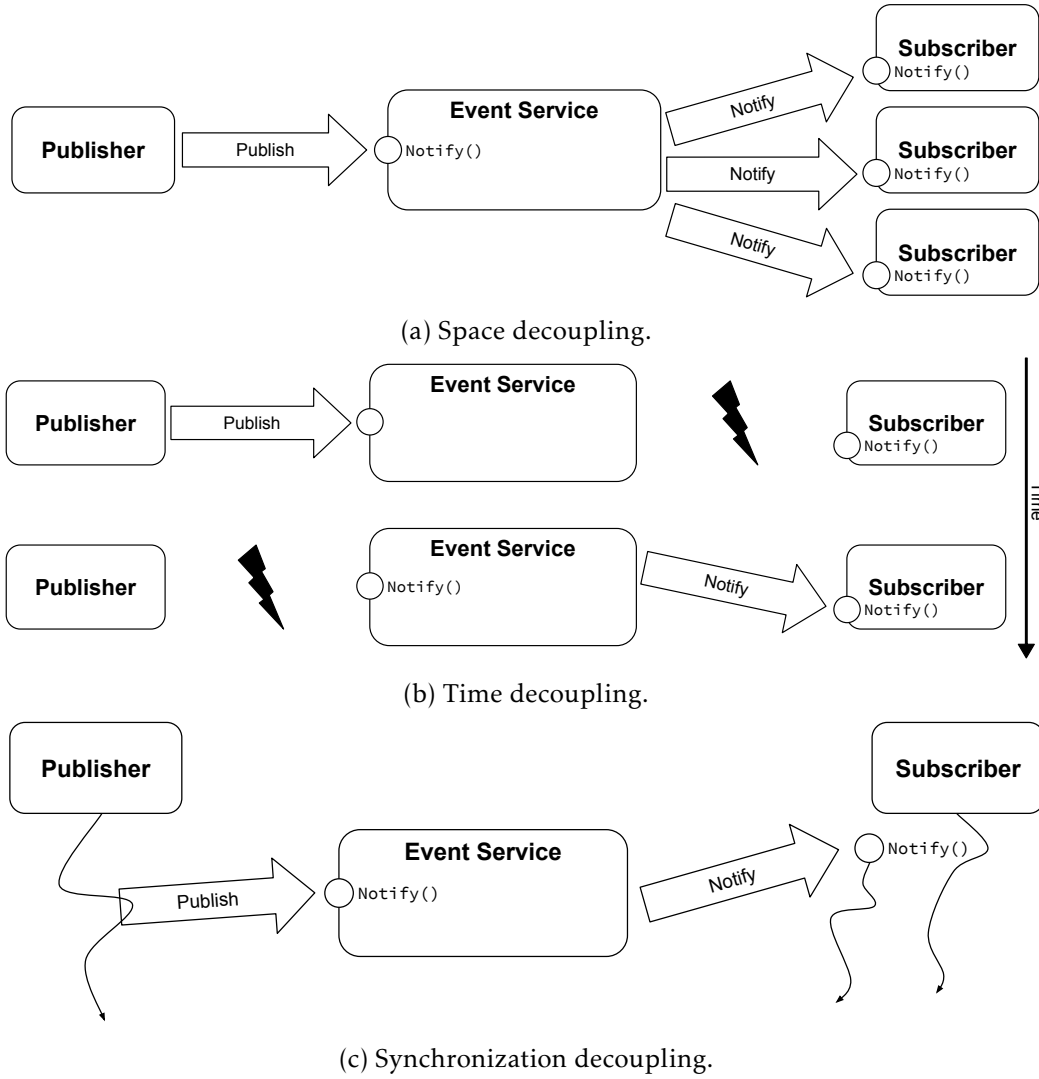 Subscriber
Notify()
Notify
Event Service
Publisher
Publish
Notify()
Notify
Subscriber
Notify()
Notify
Subscriber
Notify()
(a) Space decoupling.
Event Service
Publisher
Publish
Subscriber
Notify()
Time
Event Service
Publisher
Notify()
Notify
Subscriber
Notify()
(b) Time decoupling.
Publisher
Subscriber
Event Service
Notify()
Notify
Publish
Notify()
(c) Synchronization decoupling.